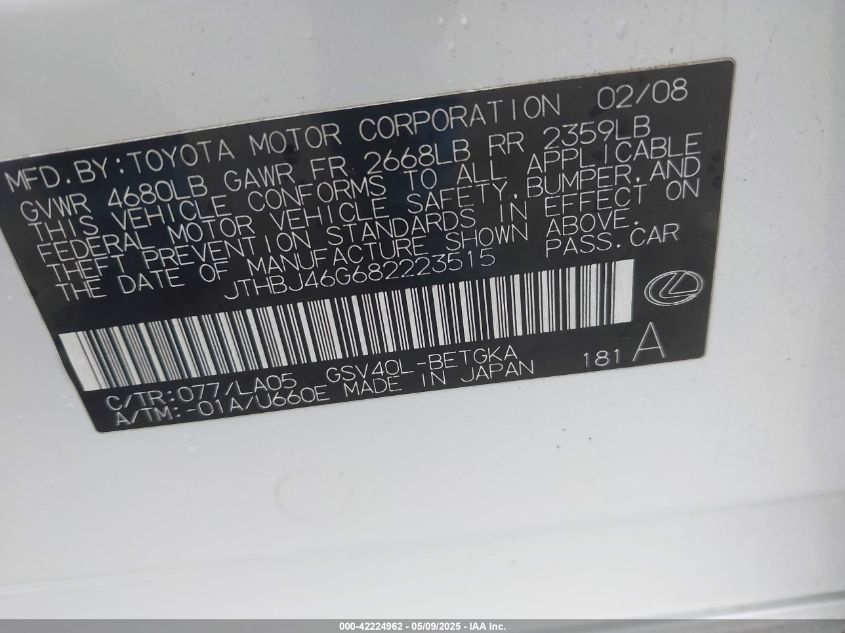 MFD.BY:TOYOTA MOTOR CORPORATION 02/08
GVWR 4680LB GAWR FR 2668LB RR 2359LB
THIS VEHICLE CONFORMS TO ALL APPLICABLE
FEDERAL MOTOR VEHICLE SAFETY,BUMPER,AND
THEFT PREVENTION STANDARDS IN EFFECT ON
THE DATE OF MANUFACTURE SHOWN ABOVE.
JTHBJ46G682223515 PASS.CAR
C/TR:077/LA05 GSV40L-BETGKA 181 A
A/TM:-01A/U660E MADE IN JAPAN
000-42224962 - 05/09/2025 - IAA Inc.